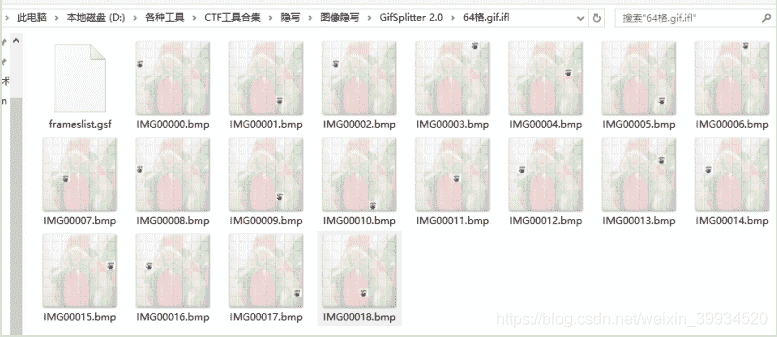 此电脑 > 本地磁盘 (D:) > 各种工具 > CTF工具合集 > 隐写 > 图像隐写 > GifSplitter 2.0 > 64格.gif.ifl
搜索"64格.gif.ifl"
术
n
frameslist.gsf IMG00000.bmp IMG00001.bmp IMG00002.bmp IMG00003.bmp IMG00004.bmp IMG00005.bmp IMG00006.bmp
IMG00007.bmp IMG00008.bmp IMG00009.bmp IMG00010.bmp IMG00011.bmp IMG00012.bmp IMG00013.bmp IMG00014.bmp
IMG00015.bmp IMG00016.bmp IMG00017.bmp IMG00018.bmp
https://blog.csdn.net/weixin_39934520